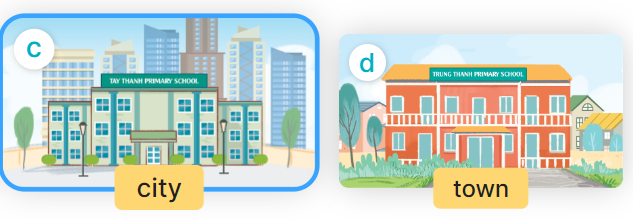 c
TAY THANH PRIMARY SCHOOL
city
d
TRUNG THANH PRIMARY SCHOOL
town